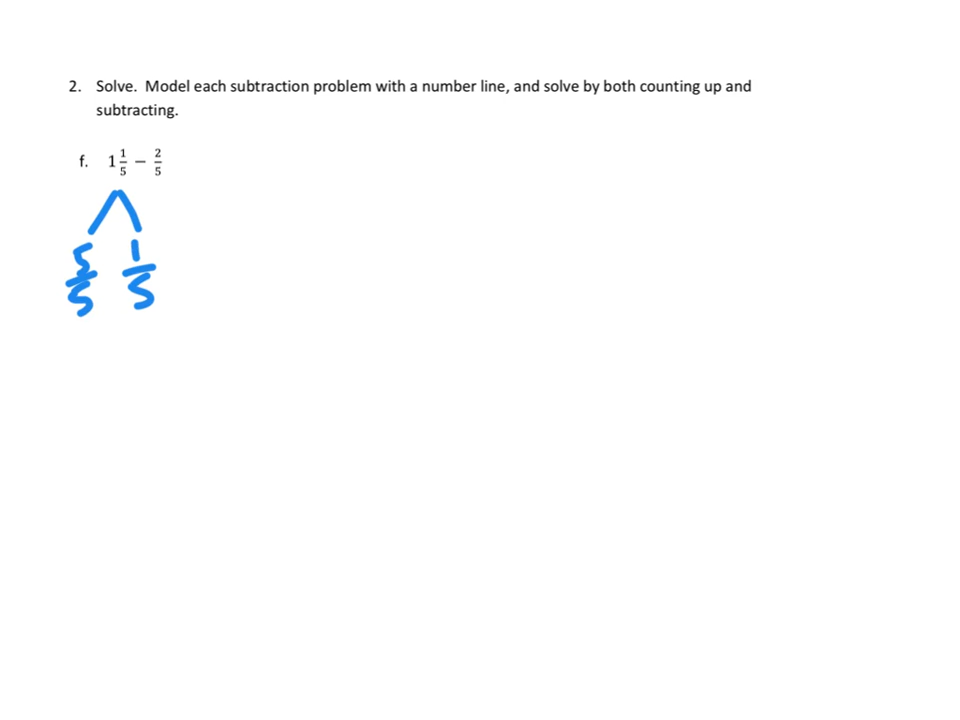 2. Solve. Model each subtraction problem with a number line, and solve by both counting up and
subtracting.
f. 1 1/5 − 2/5
5/5 1/5